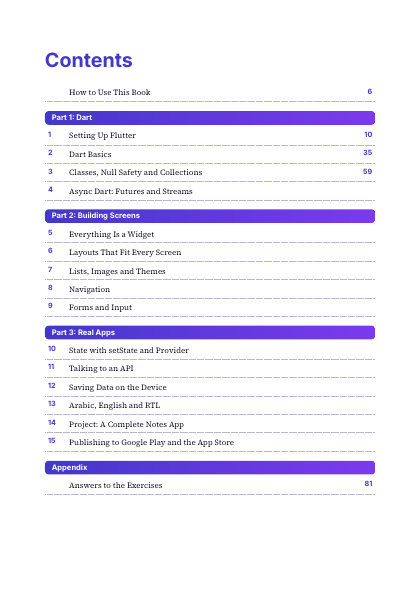 Contents
How to Use This Book 6
Part 1: Dart
1 Setting Up Flutter 10
2 Dart Basics 35
3 Classes, Null Safety and Collections 59
4 Async Dart: Futures and Streams
Part 2: Building Screens
5 Everything Is a Widget
6 Layouts That Fit Every Screen
7 Lists, Images and Themes
8 Navigation
9 Forms and Input
Part 3: Real Apps
10 State with setState and Provider
11 Talking to an API
12 Saving Data on the Device
13 Arabic, English and RTL
14 Project: A Complete Notes App
15 Publishing to Google Play and the App Store
Appendix
Answers to the Exercises 81